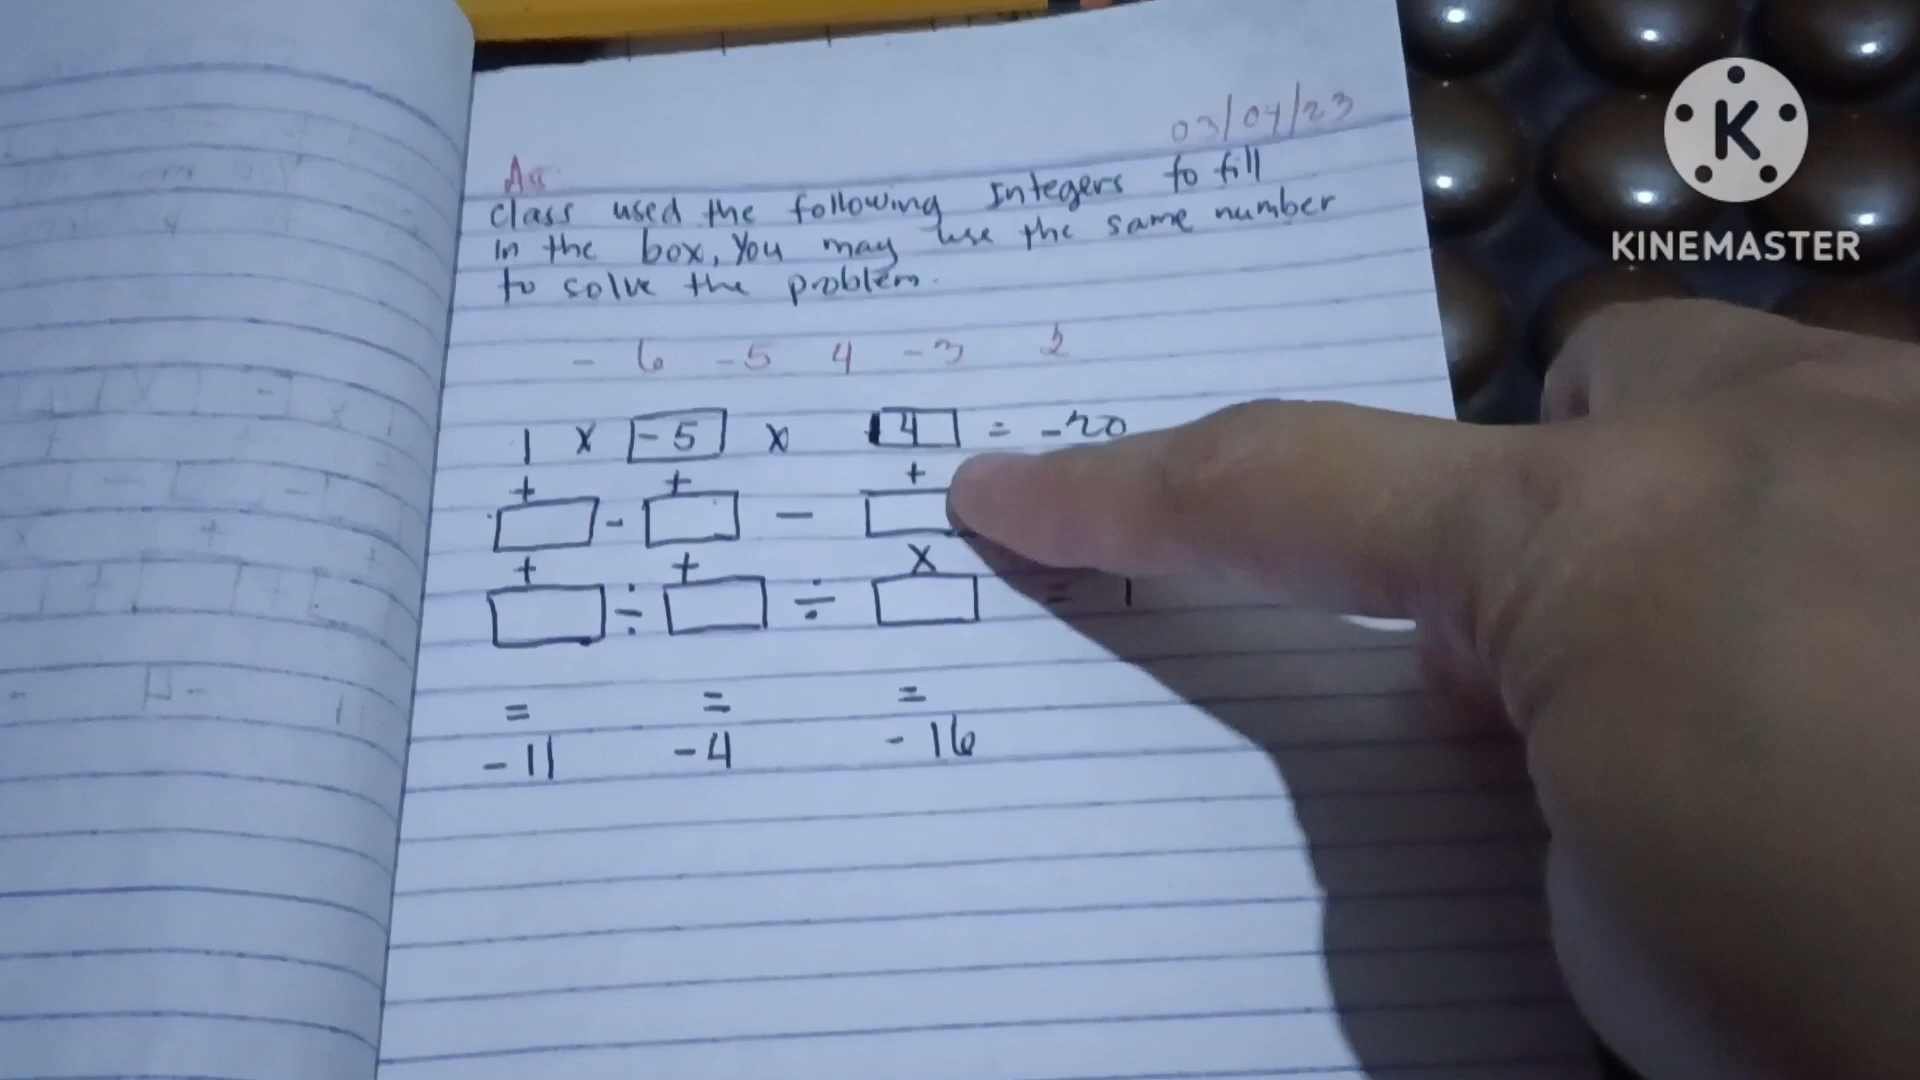 03/04/23
As
class used the following Integers to fill
in the box, you may use the same number
to solve the problem.
- 6 -5 4 -3 2
1 x -5 x 4 = -20
+ + +
- -
+ + x
÷ ÷ = 1
= = =
-11 -4 -16
K
KINEMASTER